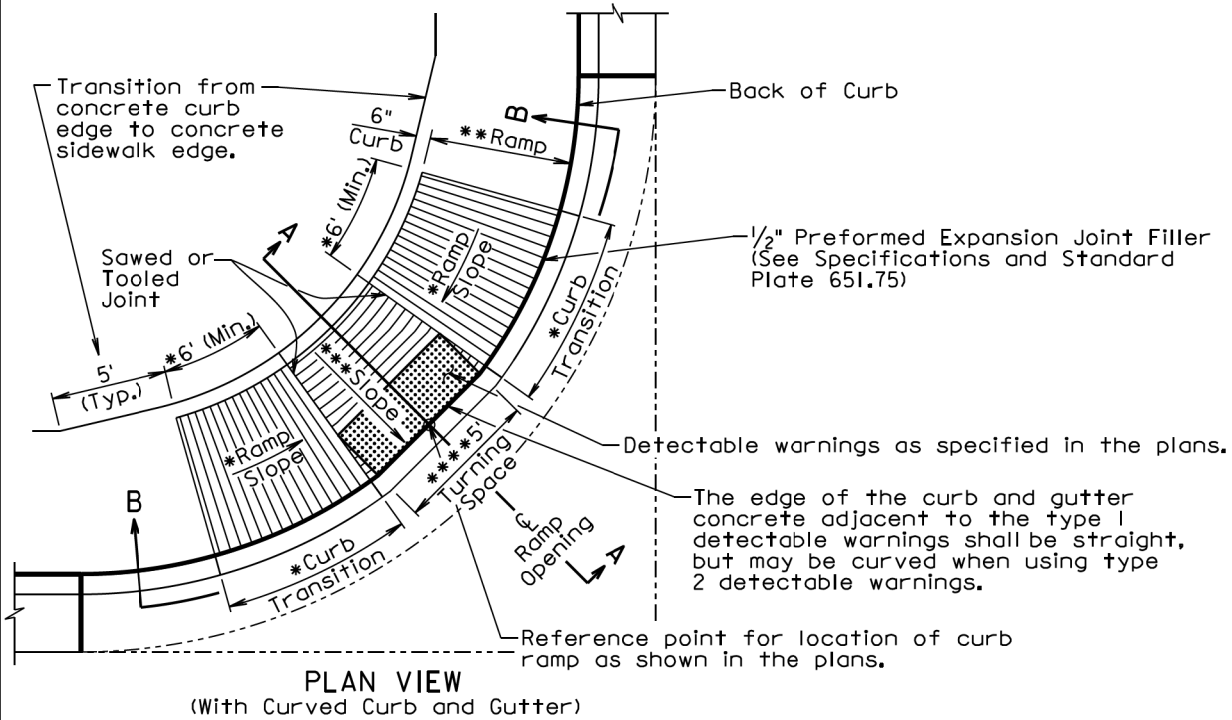 Transition from
concrete curb
edge to concrete
sidewalk edge.
6"
Curb
**Ramp
B
Back of Curb
*6' (Min.)
A
*Ramp
Slope
1/2" Preformed Expansion Joint Filler
(See Specifications and Standard
Plate 651.75)
Sawed or
Tooled
Joint
*Curb
Transition
*6' (Min.)
5'
(Typ.)
***Slope
*Ramp
Slope
Detectable warnings as specified in the plans.
****5'
Turning
Space
The edge of the curb and gutter
concrete adjacent to the type 1
detectable warnings shall be straight,
but may be curved when using type
2 detectable warnings.
B
℄
Ramp
Opening
A
*Curb
Transition
Reference point for location of curb
ramp as shown in the plans.
PLAN VIEW
(With Curved Curb and Gutter)